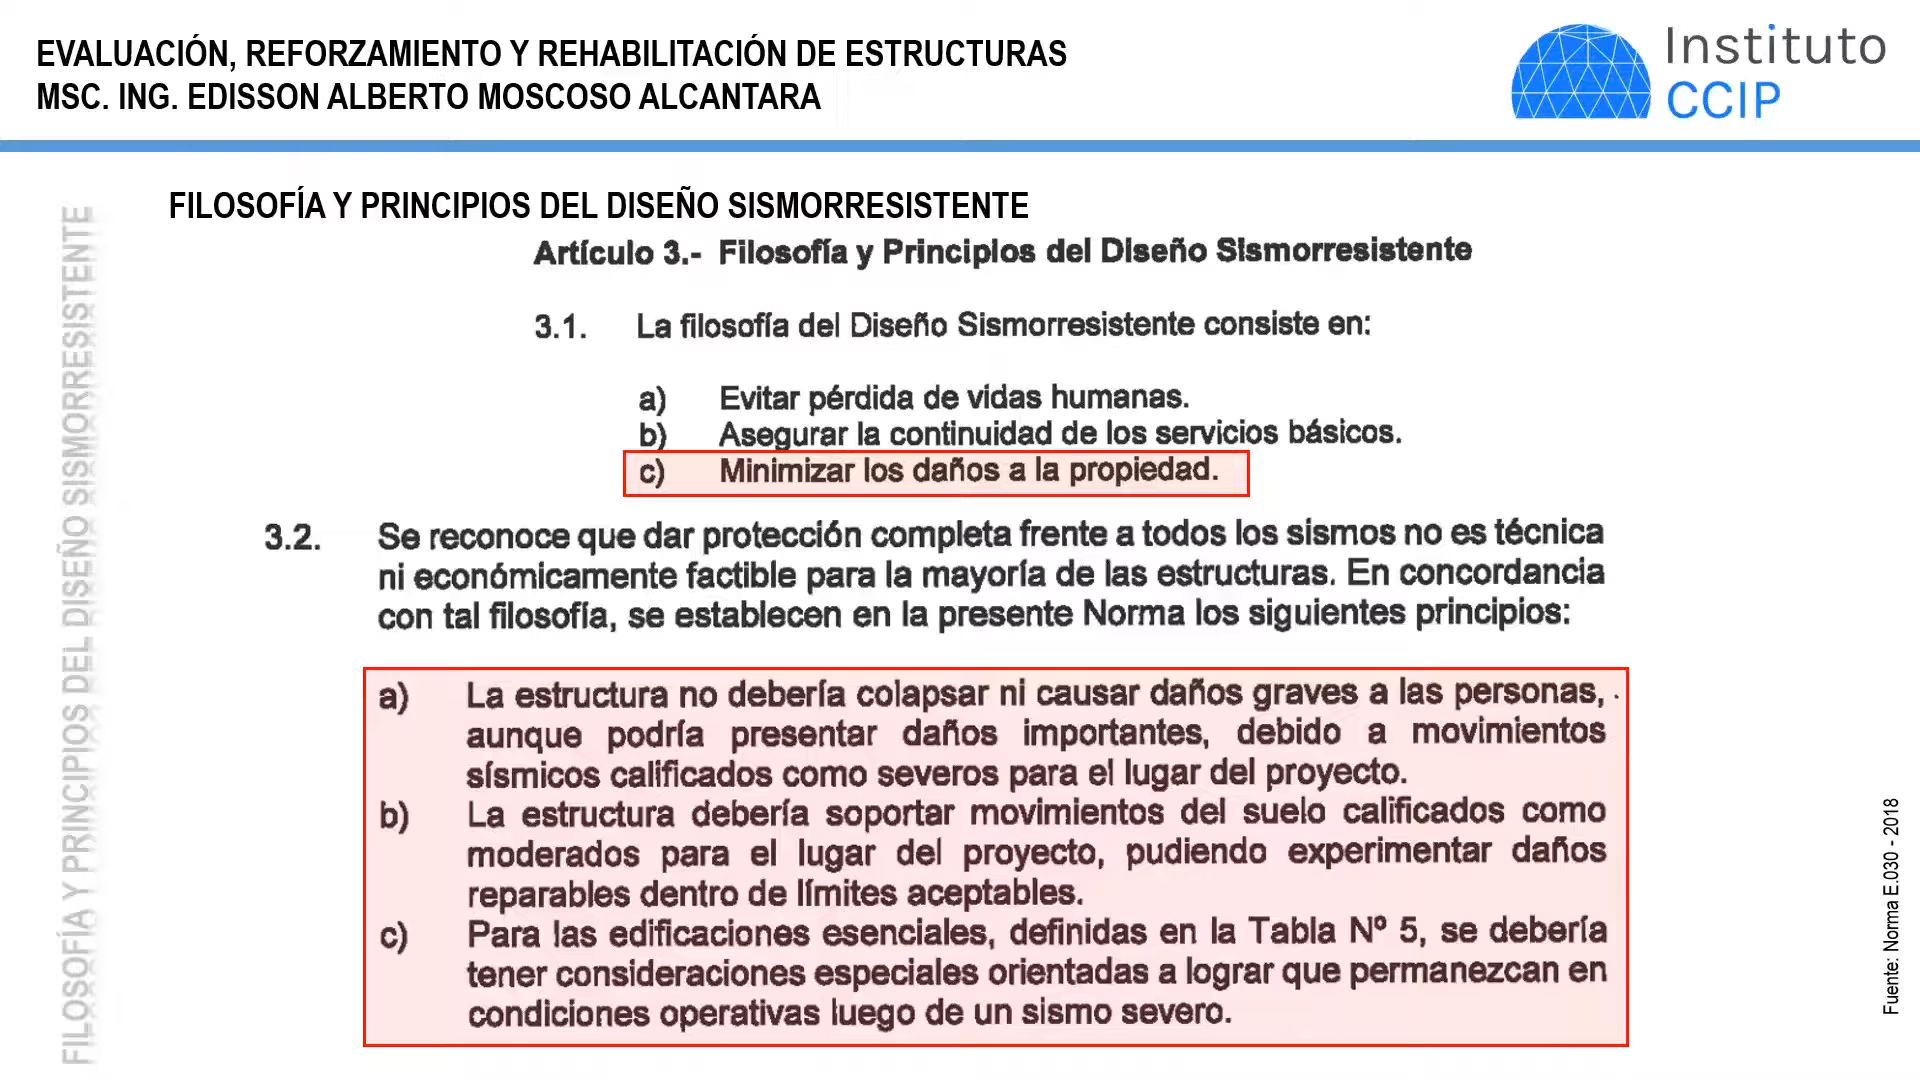 EVALUACIÓN, REFORZAMIENTO Y REHABILITACIÓN DE ESTRUCTURAS
MSC. ING. EDISSON ALBERTO MOSCOSO ALCANTARA
Instituto
CCIP
FILOSOFÍA Y PRINCIPIOS DEL DISEÑO SISMORRESISTENTE
FILOSOFÍA Y PRINCIPIOS DEL DISEÑO SISMORRESISTENTE
Artículo 3.- Filosofía y Principios del Diseño Sismorresistente
3.1. La filosofía del Diseño Sismorresistente consiste en:
a) Evitar pérdida de vidas humanas.
b) Asegurar la continuidad de los servicios básicos.
c) Minimizar los daños a la propiedad.
3.2. Se reconoce que dar protección completa frente a todos los sismos no es técnica
ni económicamente factible para la mayoría de las estructuras. En concordancia
con tal filosofía, se establecen en la presente Norma los siguientes principios:
a) La estructura no debería colapsar ni causar daños graves a las personas,
aunque podría presentar daños importantes, debido a movimientos
sísmicos calificados como severos para el lugar del proyecto.
b) La estructura debería soportar movimientos del suelo calificados como
moderados para el lugar del proyecto, pudiendo experimentar daños
reparables dentro de límites aceptables.
c) Para las edificaciones esenciales, definidas en la Tabla Nº 5, se debería
tener consideraciones especiales orientadas a lograr que permanezcan en
condiciones operativas luego de un sismo severo.
Fuente: Norma E.030 - 2018